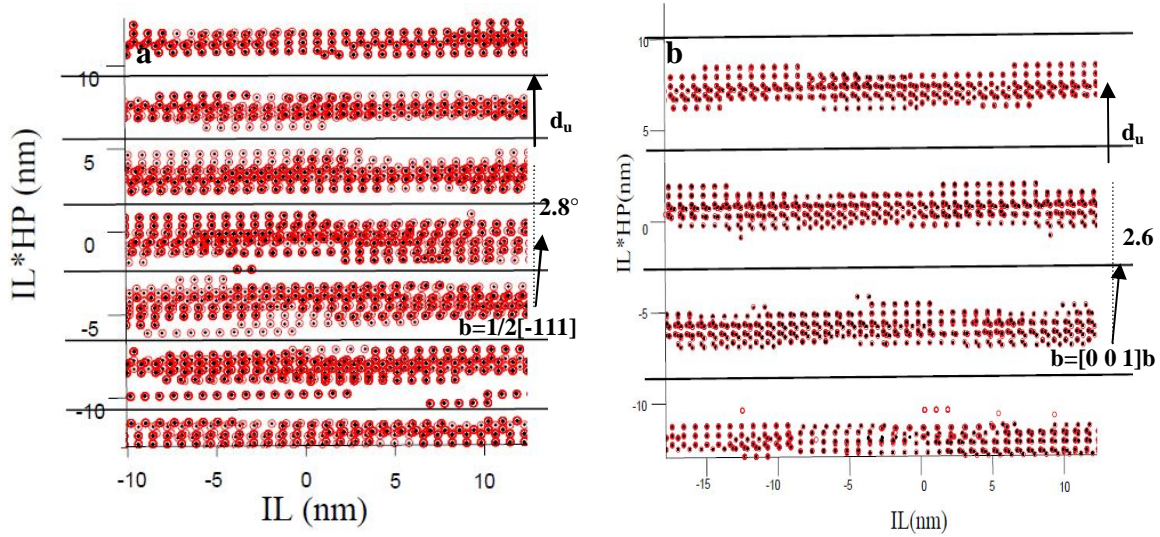 a
10
5
0
-5
-10
IL*HP (nm)
d_u
2.8°
b=1/2[-111]
-10 -5 0 5 10
IL (nm)
b
10
5
0
-5
-10
IL*HP(nm)
d_u
2.6
b=[0 0 1]b
-15 -10 -5 0 5 10
IL(nm)